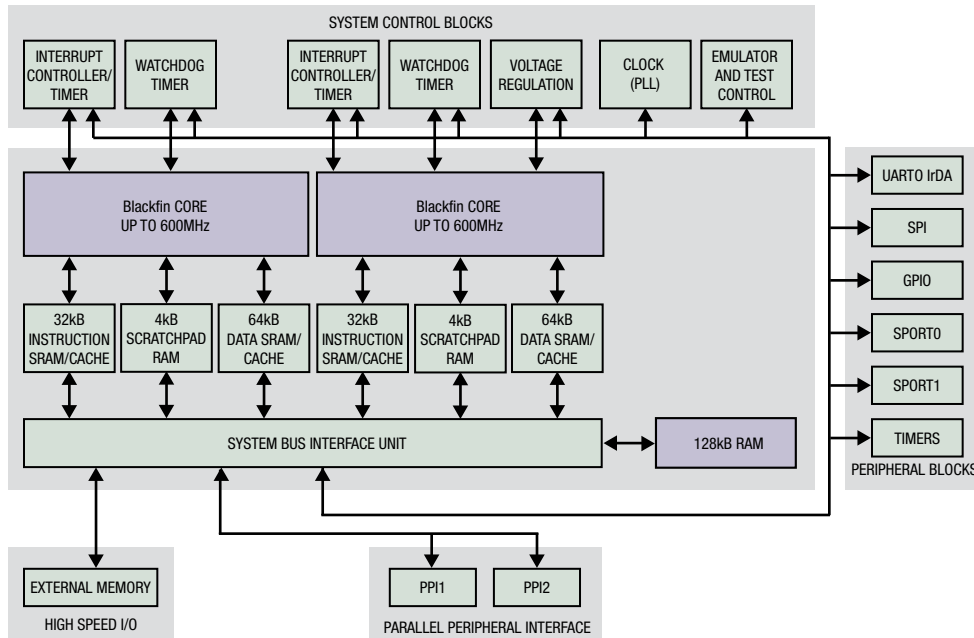 SYSTEM CONTROL BLOCKS
INTERRUPT
CONTROLLER/
TIMER
WATCHDOG
TIMER
INTERRUPT
CONTROLLER/
TIMER
WATCHDOG
TIMER
VOLTAGE
REGULATION
CLOCK
(PLL)
EMULATOR
AND TEST
CONTROL
Blackfin CORE
UP TO 600MHz
Blackfin CORE
UP TO 600MHz
32kB
INSTRUCTION
SRAM/CACHE
4kB
SCRATCHPAD
RAM
64kB
DATA SRAM/
CACHE
32kB
INSTRUCTION
SRAM/CACHE
4kB
SCRATCHPAD
RAM
64kB
DATA SRAM/
CACHE
SYSTEM BUS INTERFACE UNIT
128kB RAM
UARTO IrDA
SPI
GPIO
SPORT0
SPORT1
TIMERS
PERIPHERAL BLOCKS
EXTERNAL MEMORY
HIGH SPEED I/O
PPI1
PPI2
PARALLEL PERIPHERAL INTERFACE